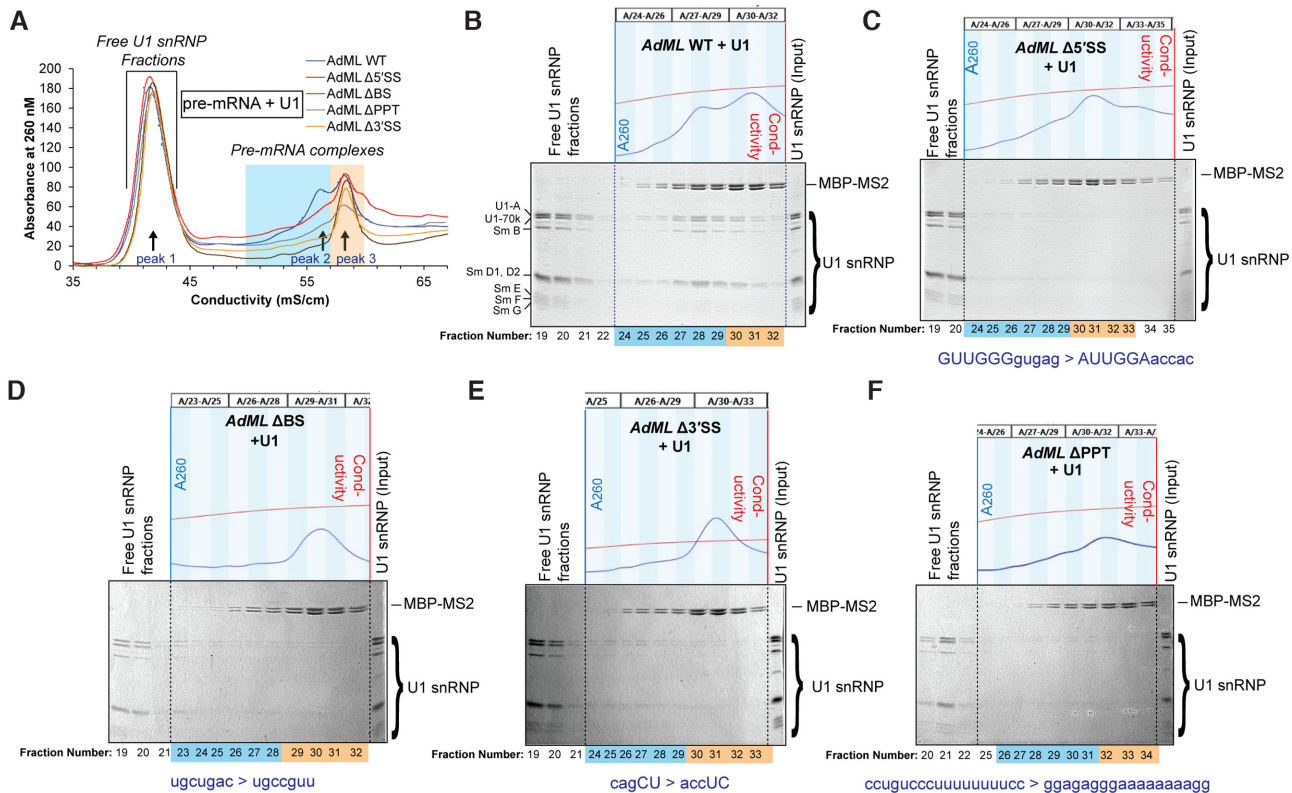 A
Free U1 snRNP
Fractions
pre-mRNA + U1
AdML WT
AdML Δ5'SS
AdML ΔBS
AdML ΔPPT
AdML Δ3'SS
Pre-mRNA complexes
Absorbance at 260 nM
200
180
160
140
120
100
80
60
40
20
0
peak 1
peak 2
peak 3
35
45
55
65
Conductivity (mS/cm)
B
A/24-A/26
A/27-A/29
A/30-A/32
AdML WT + U1
A260
Cond-
uctivity
Free U1 snRNP
fractions
U1 snRNP (Input)
MBP-MS2
U1-A
U1-70k
Sm B
Sm D1, D2
Sm E
Sm F
Sm G
U1 snRNP
Fraction Number: 19 20 21 22 24 25 26 27 28 29 30 31 32
C
A/24-A/26
A/27-A/29
A/30-A/32
A/33-A/35
AdML Δ5'SS
+ U1
A260
Cond-
uctivity
Free U1 snRNP
fractions
U1 snRNP (Input)
MBP-MS2
U1 snRNP
Fraction Number: 19 20 24 25 26 27 28 29 30 31 32 33 34 35
GUUGGGgugag > AUUGGAaccac
D
A/23-A/25
A/26-A/28
A/29-A/31
A/32
AdML ΔBS
+U1
A260
Cond-
uctivity
Free U1 snRNP
fractions
U1 snRNP (Input)
MBP-MS2
U1 snRNP
Fraction Number: 19 20 21 23 24 25 26 27 28 29 30 31 32
ugcugac > ugccguu
E
A/25
A/26-A/29
A/30-A/33
AdML Δ3'SS
+ U1
A260
Cond-
uctivity
Free U1 snRNP
fractions
U1 snRNP (Input)
MBP-MS2
U1 snRNP
Fraction Number: 19 20 21 24 25 26 27 28 29 30 31 32 33
cagCU > accUC
F
24-A/26
A/27-A/29
A/30-A/32
A/33-A/
AdML ΔPPT
+ U1
A260
Cond-
uctivity
Free U1 snRNP
fractions
U1 snRNP (Input)
MBP-MS2
U1 snRNP
Fraction Number: 20 21 22 25 26 27 28 29 30 31 32 33 34
ccugucccuuuuuuuucc > ggagagggaaaaaaaagg